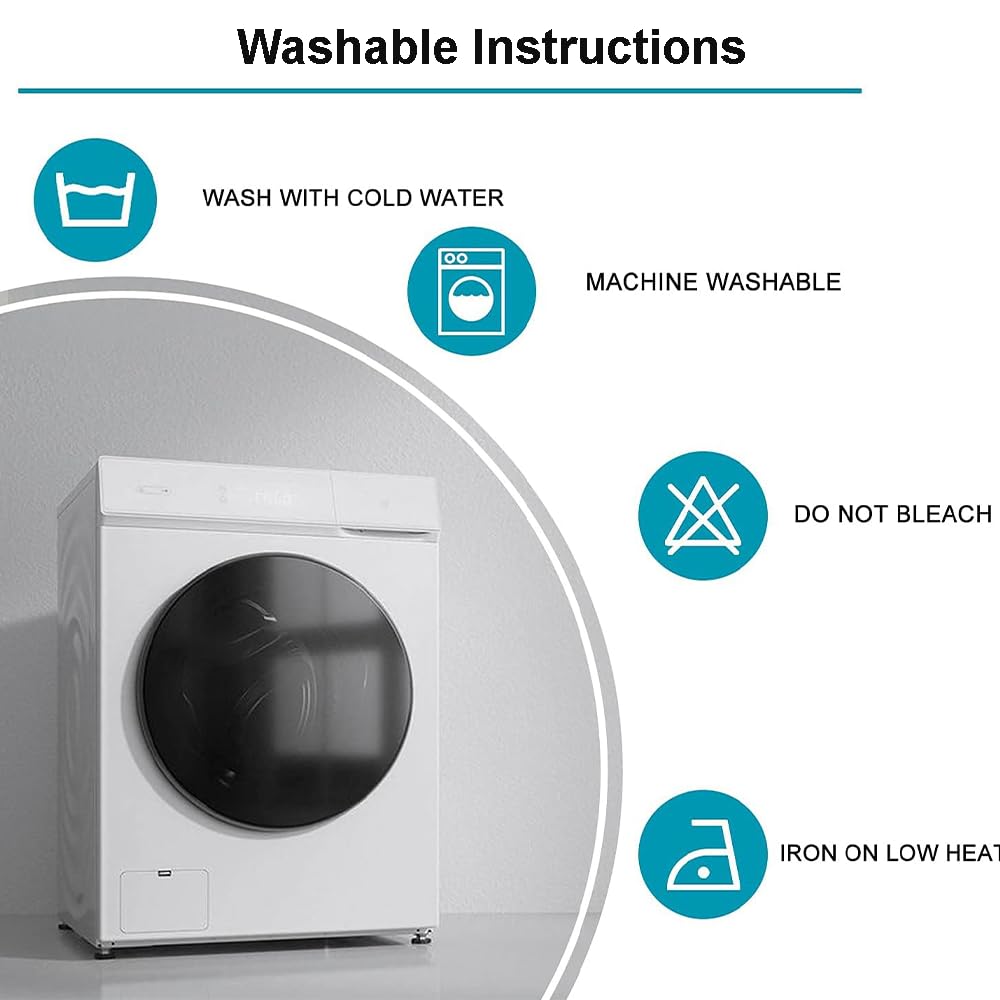 Washable Instructions
WASH WITH COLD WATER
MACHINE WASHABLE
DO NOT BLEACH
IRON ON LOW HEAT